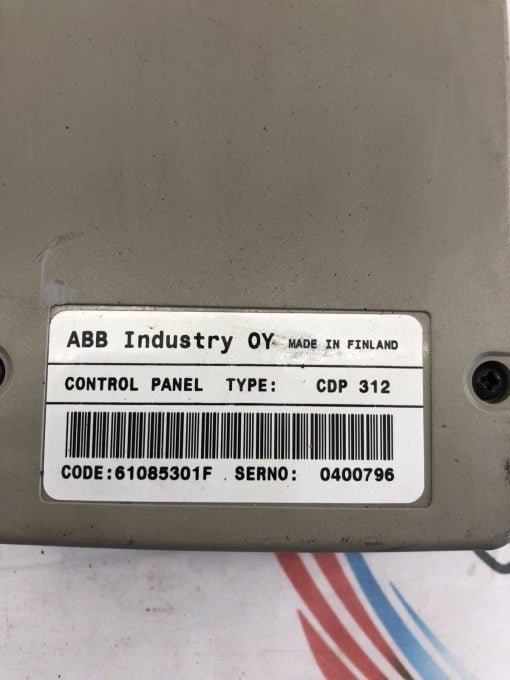 ABB Industry OY MADE IN FINLAND
CONTROL PANEL TYPE: CDP 312
CODE:61085301F SERNO: 0400796